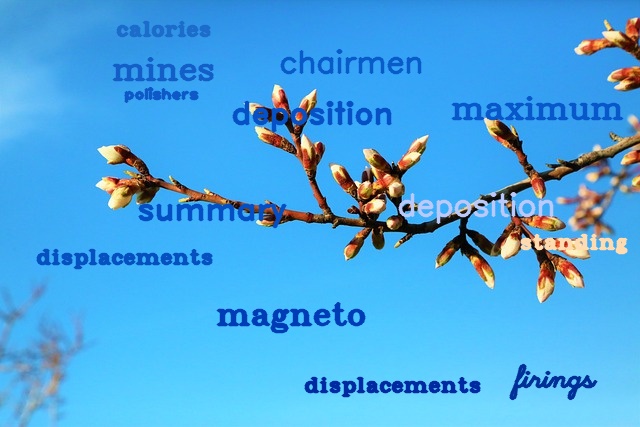 calories
chairmen
mines
polishers
deposition
maximum
summary
deposition
standing
displacements
magneto
displacements
firings